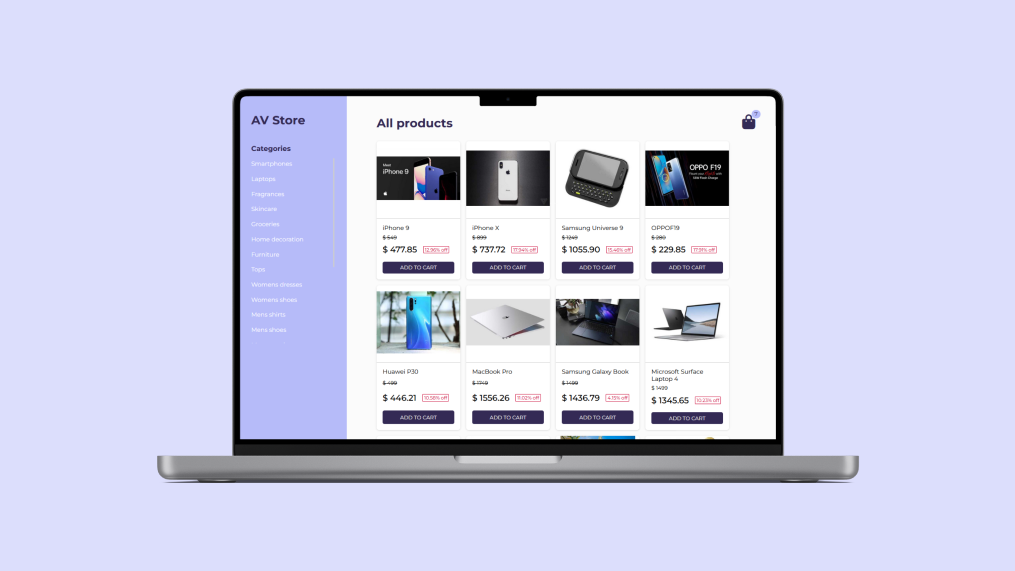 AV Store
Categories
Smartphones
Laptops
Fragrances
Skincare
Groceries
Home decoration
Furniture
Tops
Womens dresses
Womens shoes
Mens shirts
Mens shoes
All products
Meet
iPhone 9
iPhone 9
$ 549
$ 477.85 12.96% off
ADD TO CART
iPhone X
$ 899
$ 737.72 17.94% off
ADD TO CART
Samsung Universe 9
$ 1249
$ 1055.90 15.46% off
ADD TO CART
OPPO F19
OPPOF19
$ 280
$ 229.85 17.91% off
ADD TO CART
Huawei P30
$ 499
$ 446.21 10.58% off
ADD TO CART
MacBook Pro
$ 1749
$ 1556.26 11.02% off
ADD TO CART
Samsung Galaxy Book
$ 1499
$ 1436.79 4.15% off
ADD TO CART
Microsoft Surface
Laptop 4
$ 1499
$ 1345.65 10.23% off
ADD TO CART